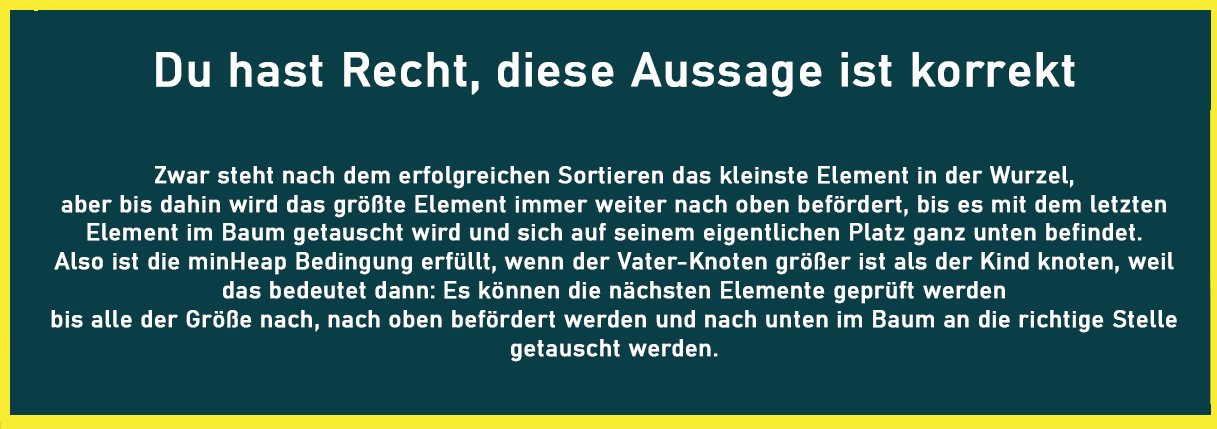 Du hast Recht, diese Aussage ist korrekt
Zwar steht nach dem erfolgreichen Sortieren das kleinste Element in der Wurzel,
aber bis dahin wird das größte Element immer weiter nach oben befördert, bis es mit dem letzten
Element im Baum getauscht wird und sich auf seinem eigentlichen Platz ganz unten befindet.
Also ist die minHeap Bedingung erfüllt, wenn der Vater-Knoten größer ist als der Kind knoten, weil
das bedeutet dann: Es können die nächsten Elemente geprüft werden
bis alle der Größe nach, nach oben befördert werden und nach unten im Baum an die richtige Stelle
getauscht werden.